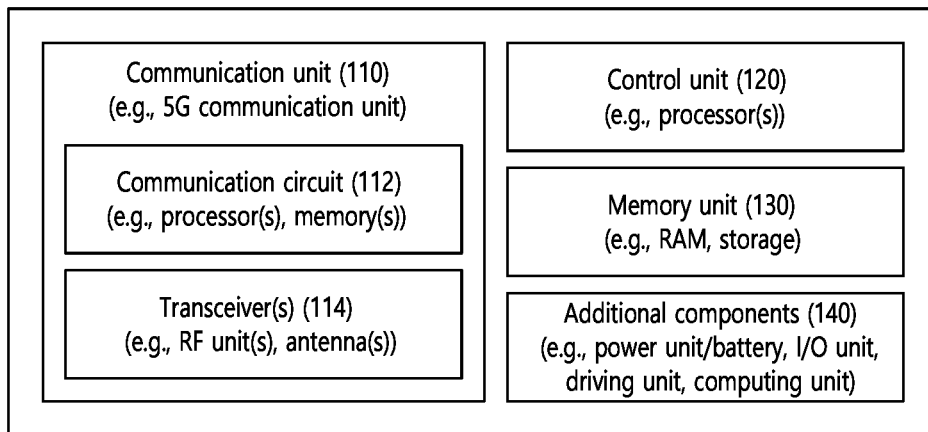 Communication unit (110)
(e.g., 5G communication unit)
Communication circuit (112)
(e.g., processor(s), memory(s))
Transceiver(s) (114)
(e.g., RF unit(s), antenna(s))
Control unit (120)
(e.g., processor(s))
Memory unit (130)
(e.g., RAM, storage)
Additional components (140)
(e.g., power unit/battery, I/O unit,
driving unit, computing unit)